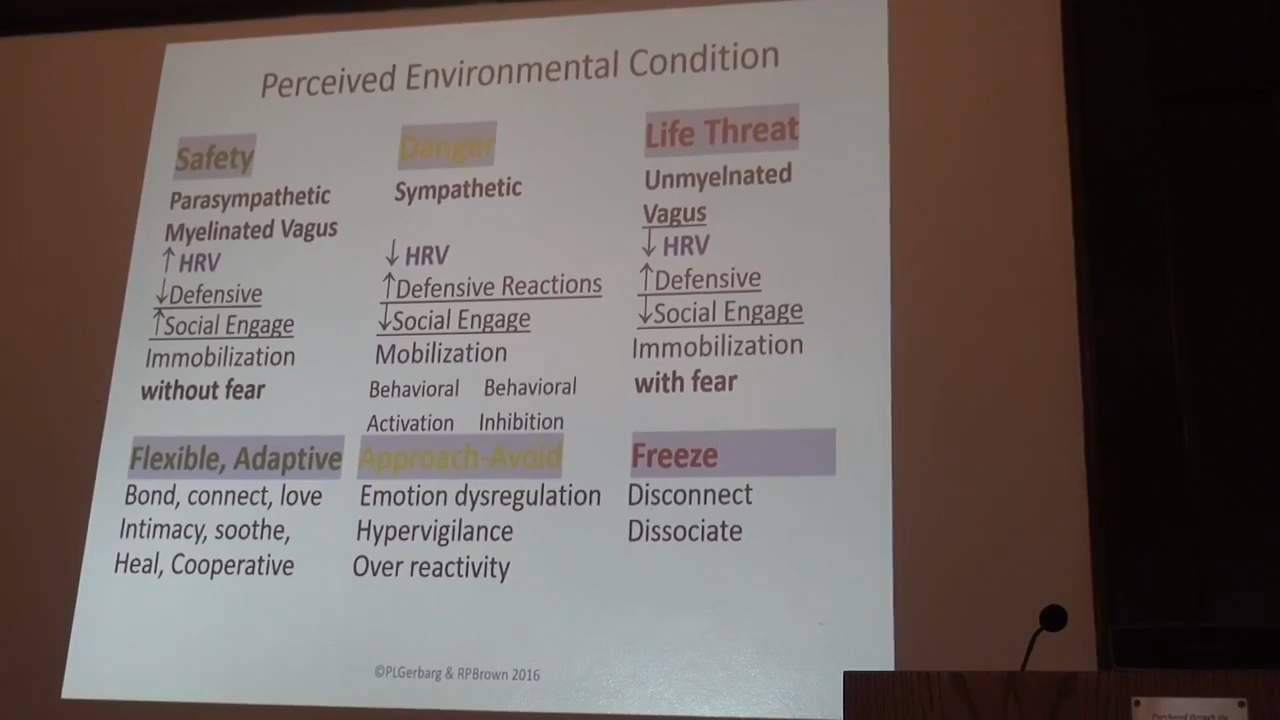 Perceived Environmental Condition
Safety
Parasympathetic
Myelinated Vagus
↑ HRV
↓Defensive
↑Social Engage
Immobilization
without fear
Flexible, Adaptive
Bond, connect, love
Intimacy, soothe,
Heal, Cooperative
Danger
Sympathetic
↓ HRV
↑Defensive Reactions
↓Social Engage
Mobilization
Behavioral Behavioral
Activation Inhibition
Approach-Avoid
Emotion dysregulation
Hypervigilance
Over reactivity
Life Threat
Unmyelnated
Vagus
↓ HRV
↑Defensive
↓Social Engage
Immobilization
with fear
Freeze
Disconnect
Dissociate
©PLGerbarg & RPBrown 2016